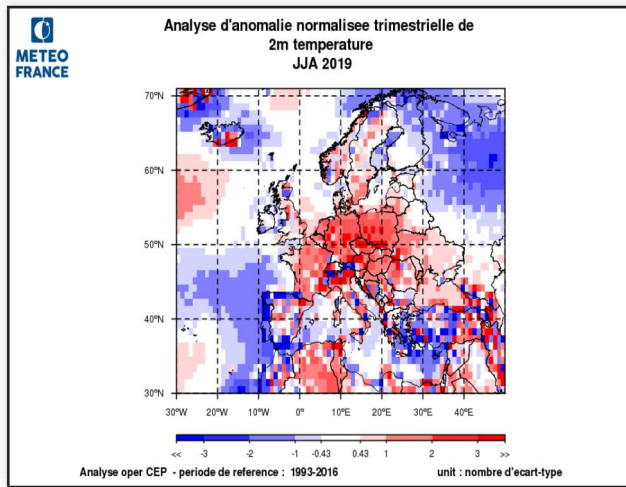 METEO
FRANCE
Analyse d'anomalie normalisee trimestrielle de
2m temperature
JJA 2019
70°N
60°N
50°N
40°N
30°N
30°W 20°W 10°W 0° 10°E 20°E 30°E 40°E
<< -3 -2 -1 -0.43 0.43 1 2 3 >>
Analyse oper CEP - periode de reference : 1993-2016 unit : nombre d'ecart-type